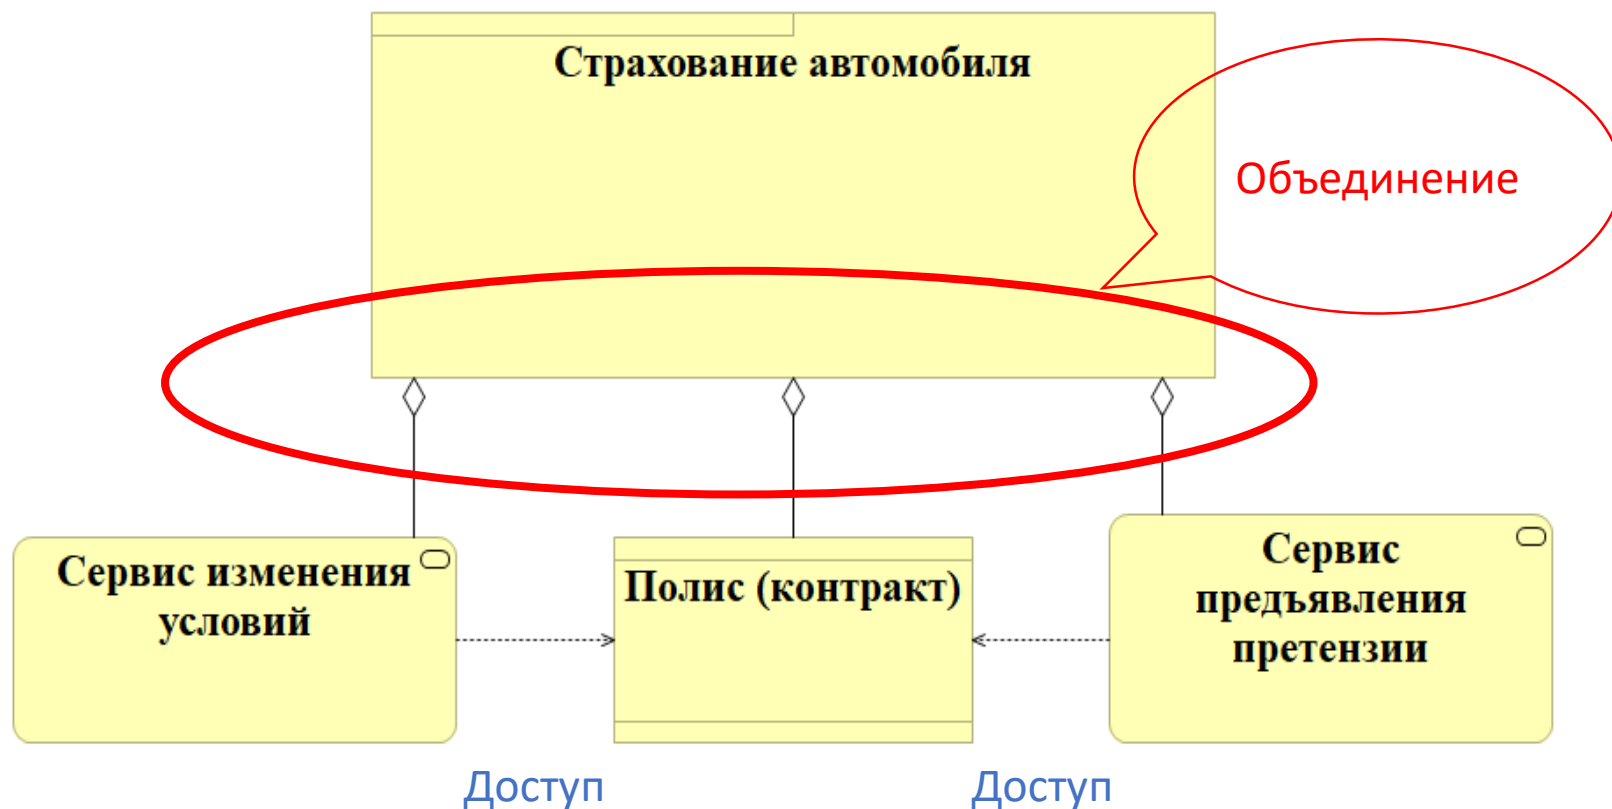 Страхование автомобиля
Объединение
Сервис изменения
условий
Полис (контракт)
Сервис
предъявления
претензии
Доступ
Доступ